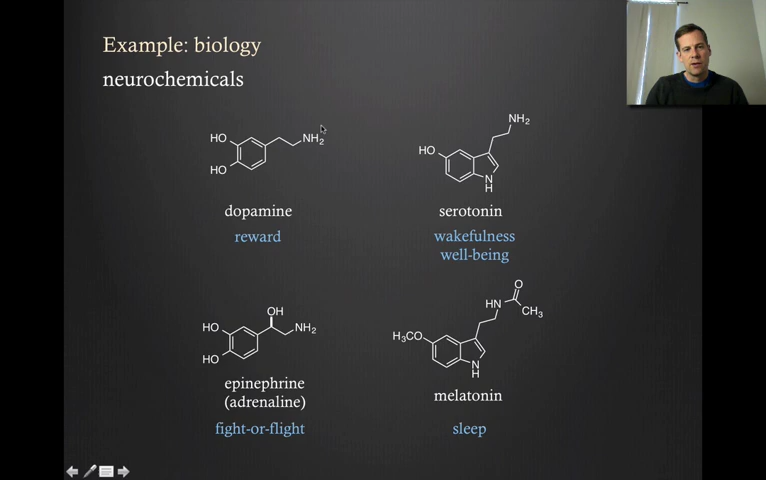 Example: biology
neurochemicals
HO
HO
NH2
dopamine
reward
HO
NH2
N
H
serotonin
wakefulness
well-being
OH
HO
HO
NH2
epinephrine
(adrenaline)
fight-or-flight
O
HN
CH3
H3CO
N
H
melatonin
sleep